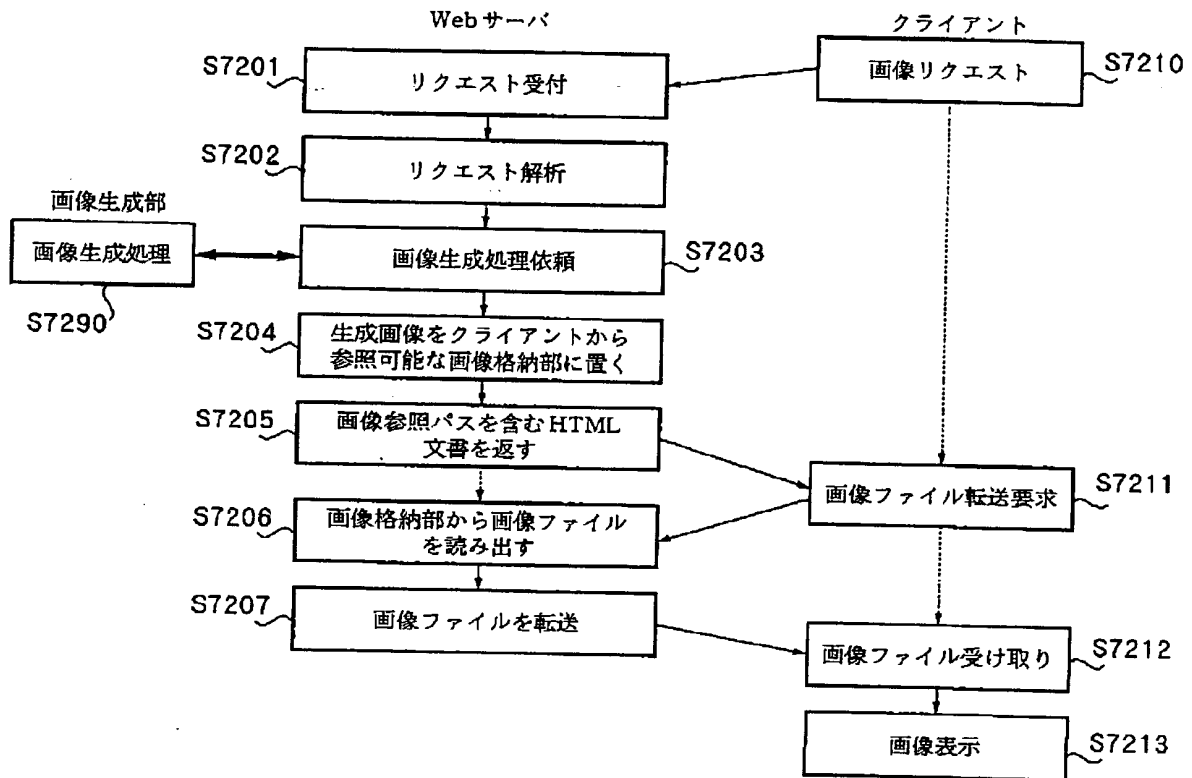 Webサーバ
クライアント
S7201
リクエスト受付
画像リクエスト
S7210
S7202
リクエスト解析
画像生成部
画像生成処理
画像生成処理依頼
S7203
S7290
S7204
生成画像をクライアントから
参照可能な画像格納部に置く
S7205
画像参照パスを含むHTML
文書を返す
画像ファイル転送要求
S7211
S7206
画像格納部から画像ファイル
を読み出す
S7207
画像ファイルを転送
画像ファイル受け取り
S7212
画像表示
S7213